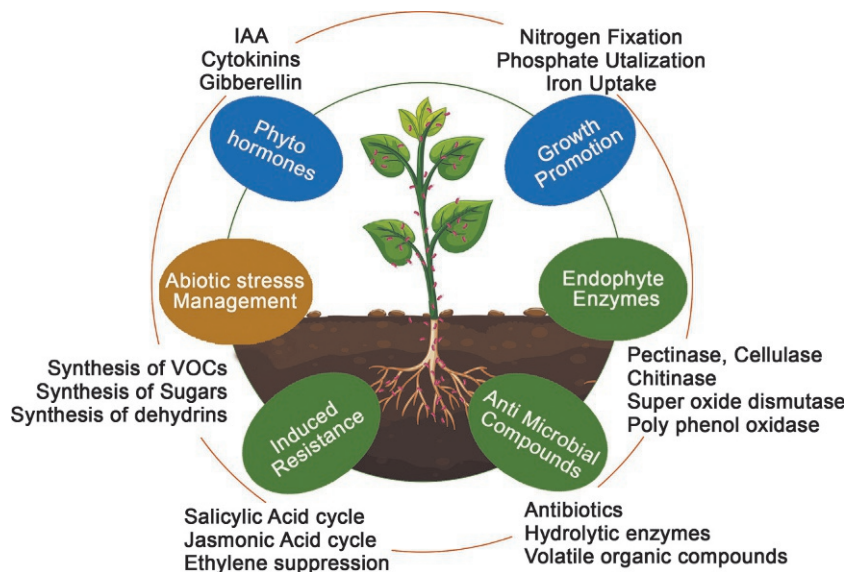 IAA
Cytokinins
Gibberellin
Nitrogen Fixation
Phosphate Utalization
Iron Uptake
Phyto
hormones
Growth
Promotion
Abiotic stresss
Management
Endophyte
Enzymes
Synthesis of VOCs
Synthesis of Sugars
Synthesis of dehydrins
Pectinase, Cellulase
Chitinase
Super oxide dismutase
Poly phenol oxidase
Induced
Resistance
Anti Microbial
Compounds
Salicylic Acid cycle
Jasmonic Acid cycle
Ethylene suppression
Antibiotics
Hydrolytic enzymes
Volatile organic compounds